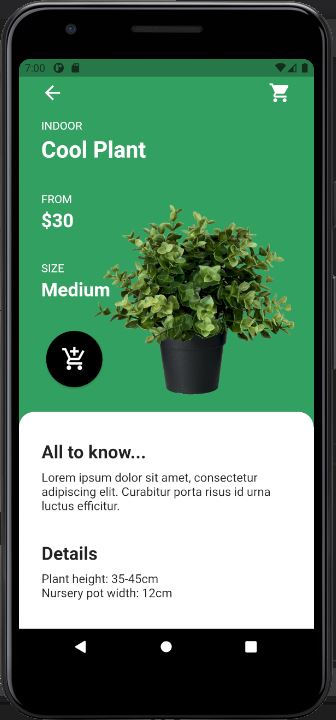 7:00
INDOOR
Cool Plant
FROM
$30
SIZE
Medium
All to know...
Lorem ipsum dolor sit amet, consectetur
adipiscing elit. Curabitur porta risus id urna
luctus efficitur.
Details
Plant height: 35-45cm
Nursery pot width: 12cm